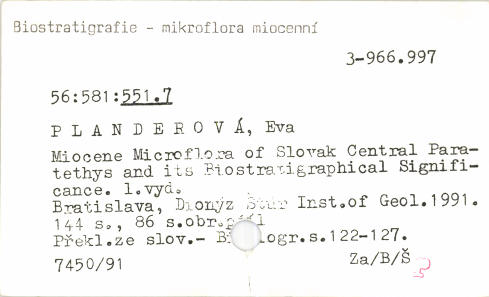 Biostratigrafie - mikroflora miocenní
3-966.997
56:581:551.7
PLANDEROVÁ, Eva
Miocene Microflora of Slovak Central Para-
tethys and its Biostratigraphical Signifi-
cance. 1.vyd.
Bratislava, Dionýz Štúr Inst.of Geol.1991.
144 s., 86 s.obr.příl
Překl.ze slov.- Bibliogr.s.122-127.
7450/91 Za/B/Š